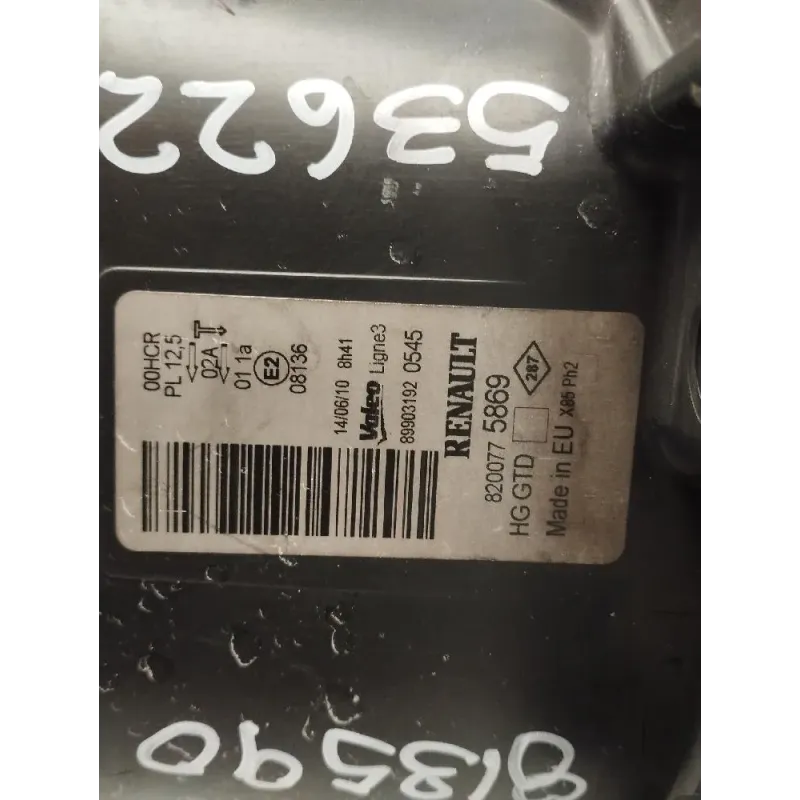 53622
00HCR
PL 12,5
02A
01 1a
E2
08136
14/06/10 8h41
Valeo Ligne3
89903192 0545
RENAULT
820077 5869
287
HG GTD
Made in EU X85 Ph2
813590